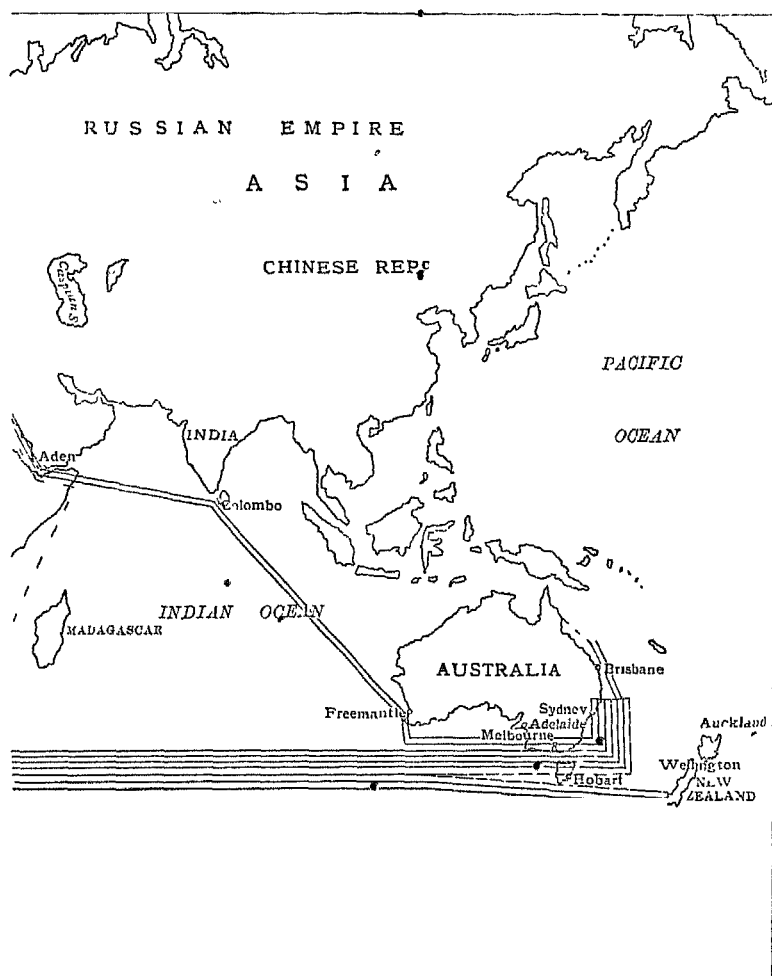 RUSSIAN EMPIRE
ASIA
Caspian S.
CHINESE REP
PACIFIC
OCEAN
INDIA
Aden
Colombo
INDIAN OCEAN
MADAGASCAR
AUSTRALIA
Brisbane
Freemantle
Sydney
Adelaide
Melbourne
Auckland
Wellington
Hobart
NEW
ZEALAND